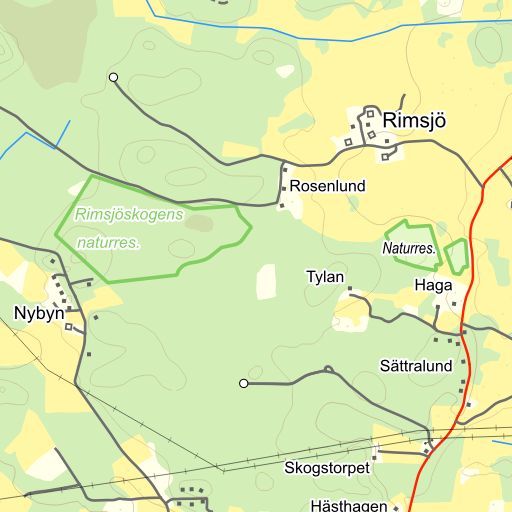 Rimsjö
Rosenlund
Rimsjöskogens
naturres.
Naturres.
Tylan
Haga
Nybyn
Sättralund
Skogstorpet
Hästhagen